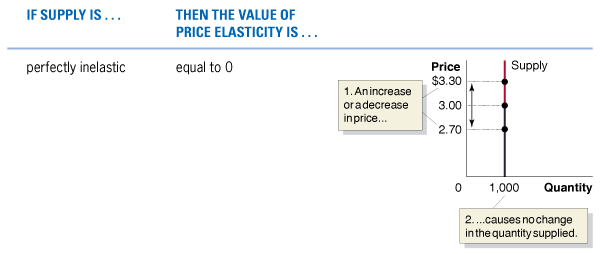 IF SUPPLY IS . . .
THEN THE VALUE OF
PRICE ELASTICITY IS . . .
perfectly inelastic
equal to 0
Price
Supply
$3.30
3.00
2.70
1. An increase
or a decrease
in price...
0
1,000
Quantity
2. ...causes no change
in the quantity supplied.